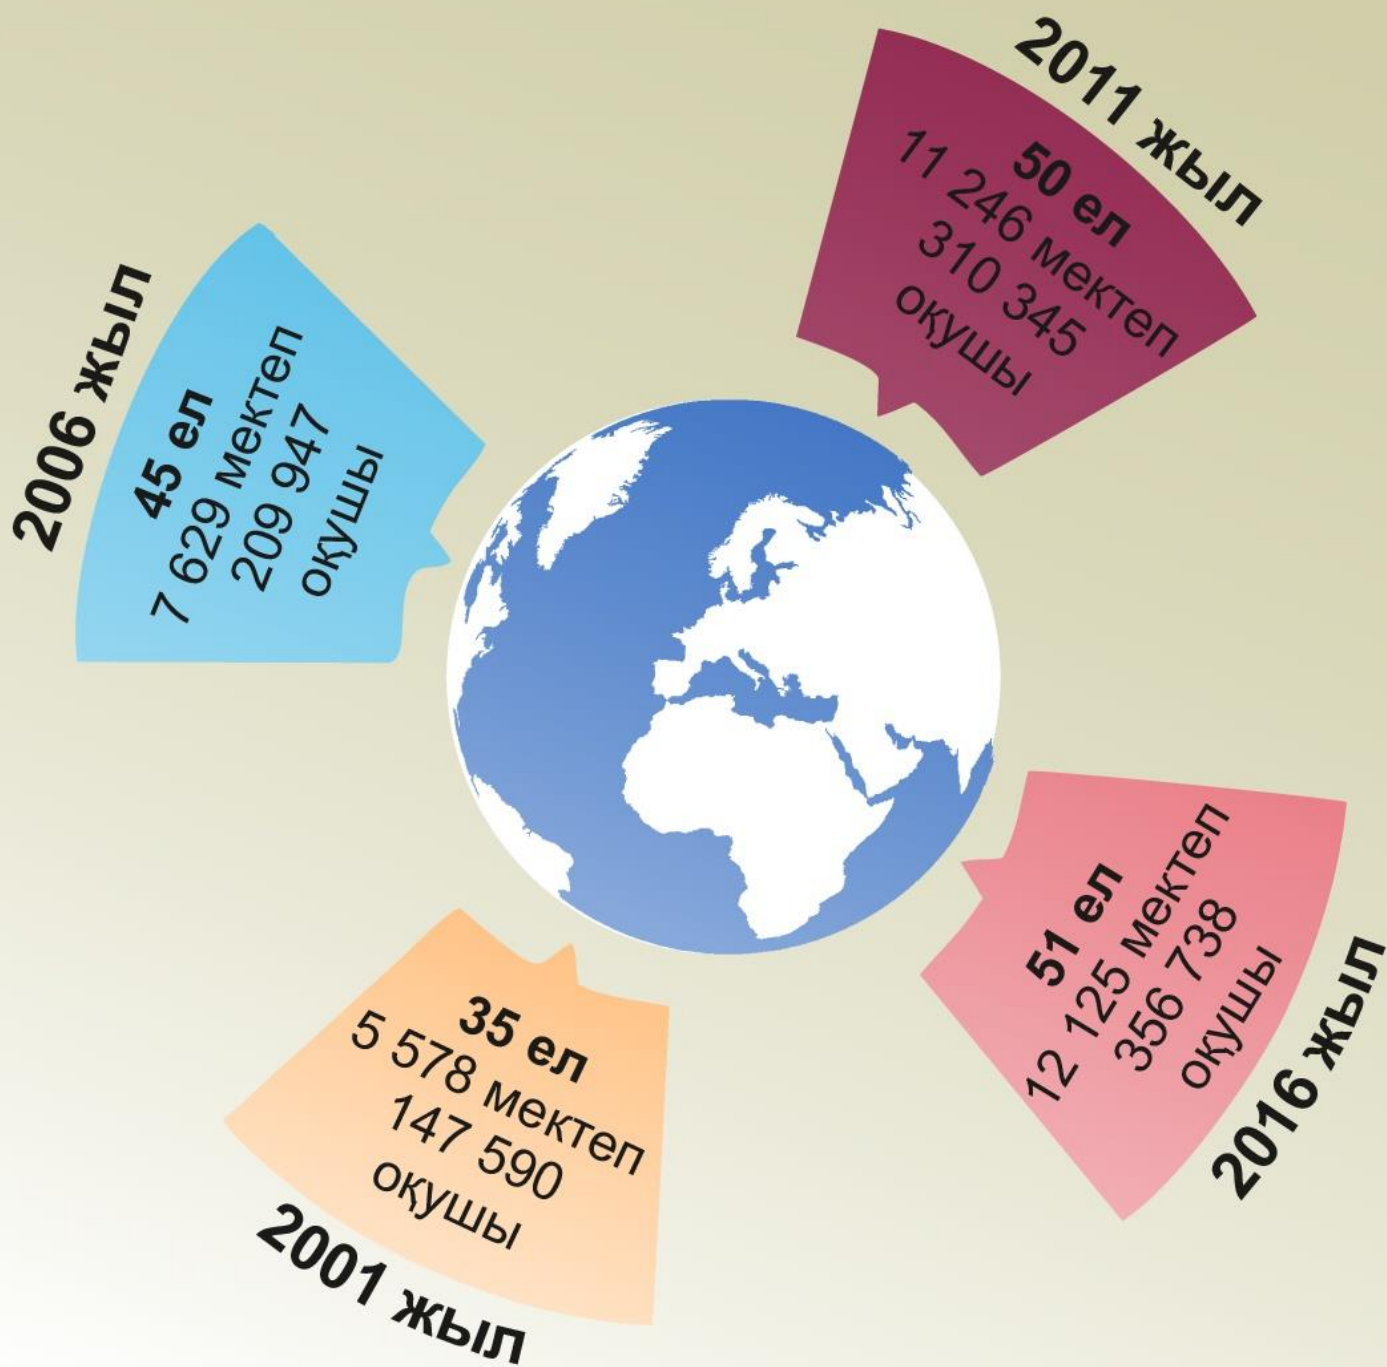 2011 жыл
50 ел
11 246 мектеп
310 345
оқушы
2006 жыл
45 ел
7 629 мектеп
209 947
оқушы
51 ел
12 125 мектеп
356 738
оқушы
2016 жыл
35 ел
5 578 мектеп
147 590
оқушы
2001 жыл